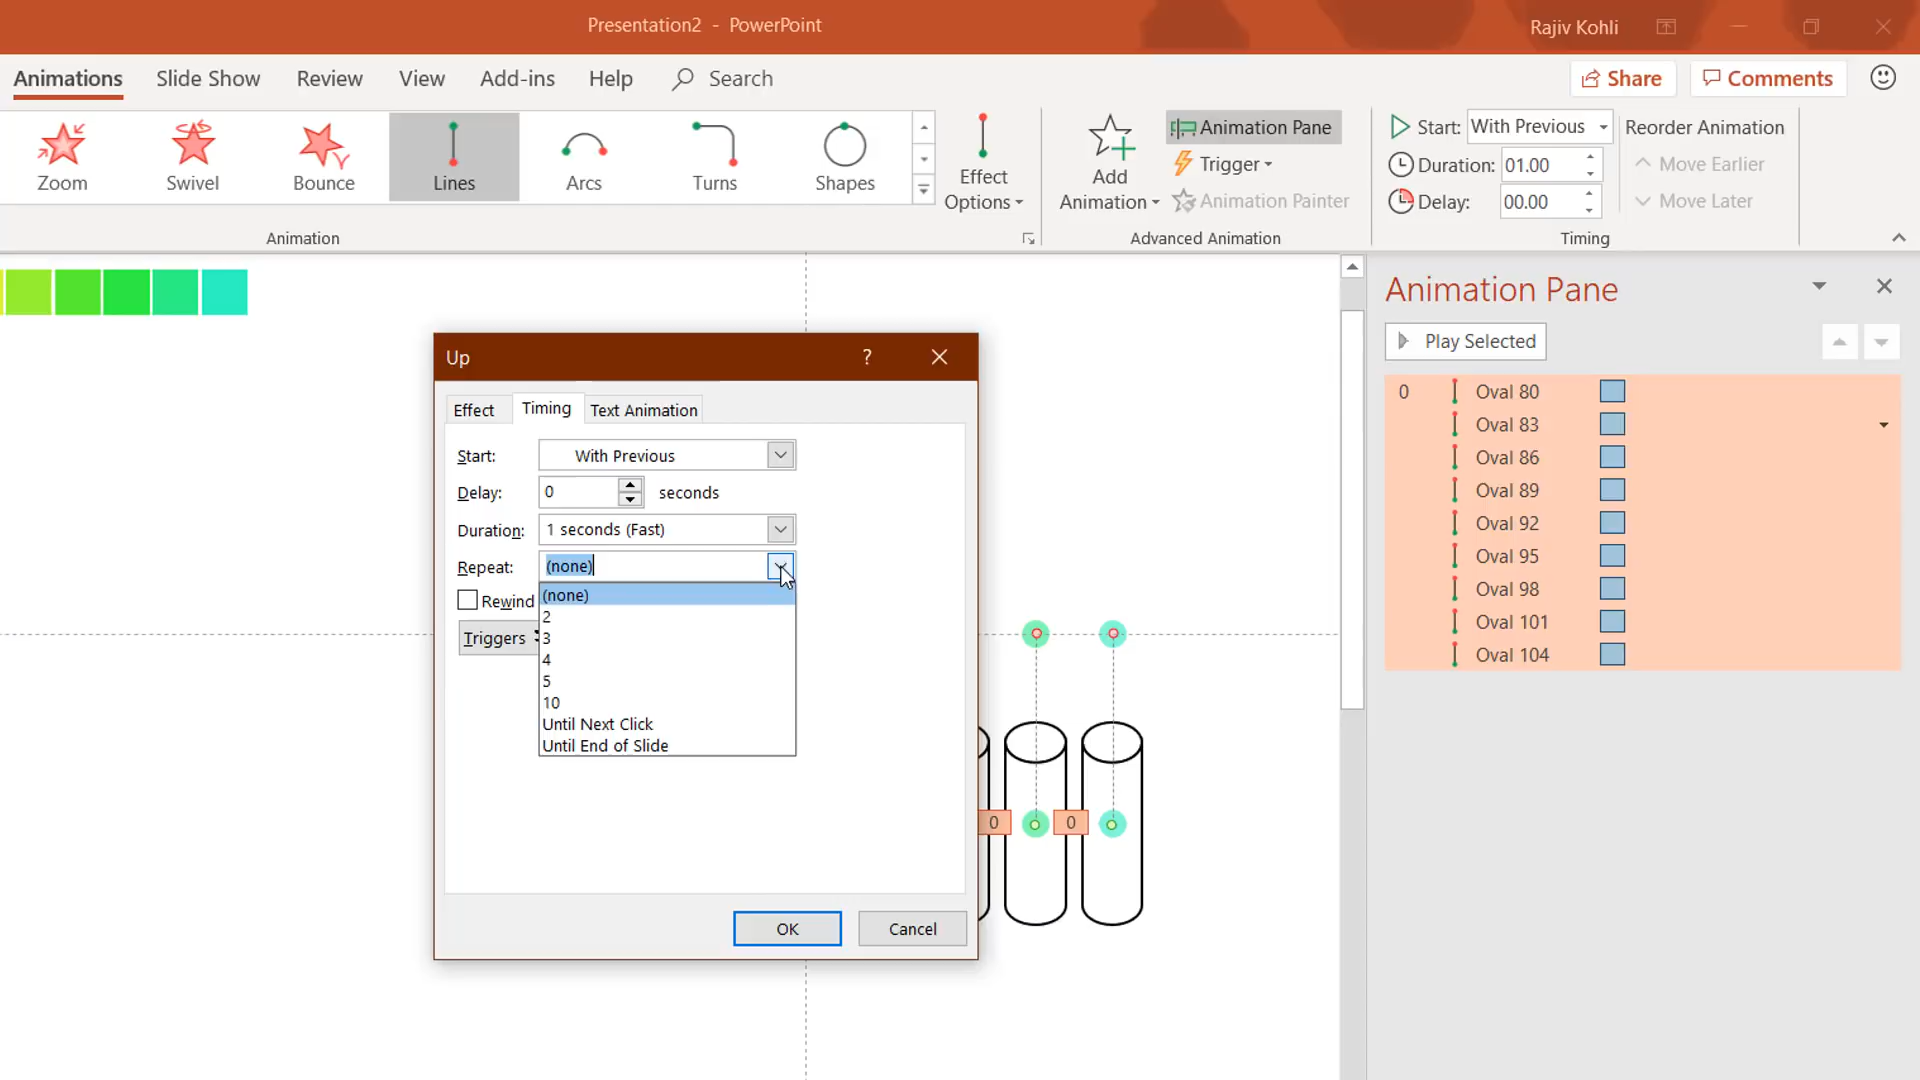 Presentation2 - PowerPoint
Rajiv Kohli
Animations Slide Show Review View Add-ins Help Search
Share Comments
Zoom Swivel Bounce Lines Arcs Turns Shapes
Effect Options
Add Animation
Animation Pane
Trigger
Animation Painter
Start: With Previous
Duration: 01.00
Delay: 00.00
Reorder Animation
Move Earlier
Move Later
Animation Advanced Animation Timing
Up ?
Effect Timing Text Animation
Start: With Previous
Delay: 0 seconds
Duration: 1 seconds (Fast)
Repeat: (none)
(none)
Rewind
2
Triggers
3
4
5
10
Until Next Click
Until End of Slide
OK Cancel
0 0
Animation Pane
Play Selected
0 Oval 80
Oval 83
Oval 86
Oval 89
Oval 92
Oval 95
Oval 98
Oval 101
Oval 104